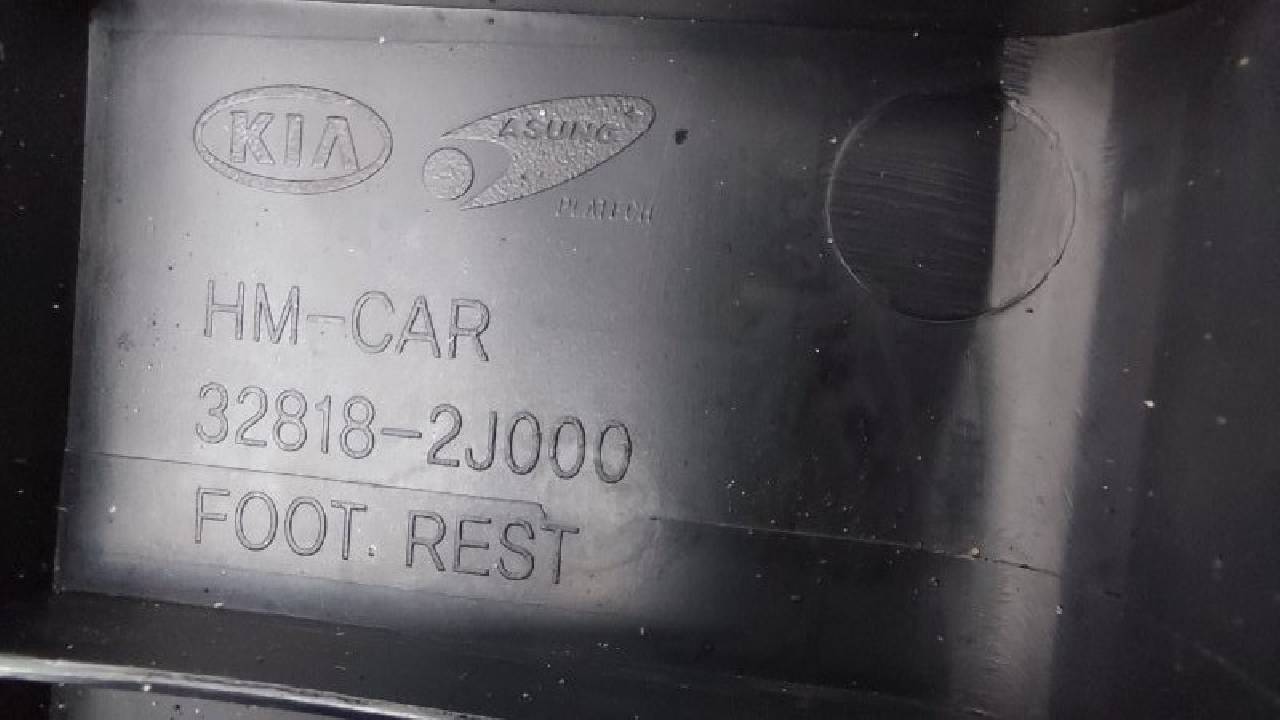 KIA ASUNG
PLATECH
HM-CAR
32818-2J000
FOOT REST